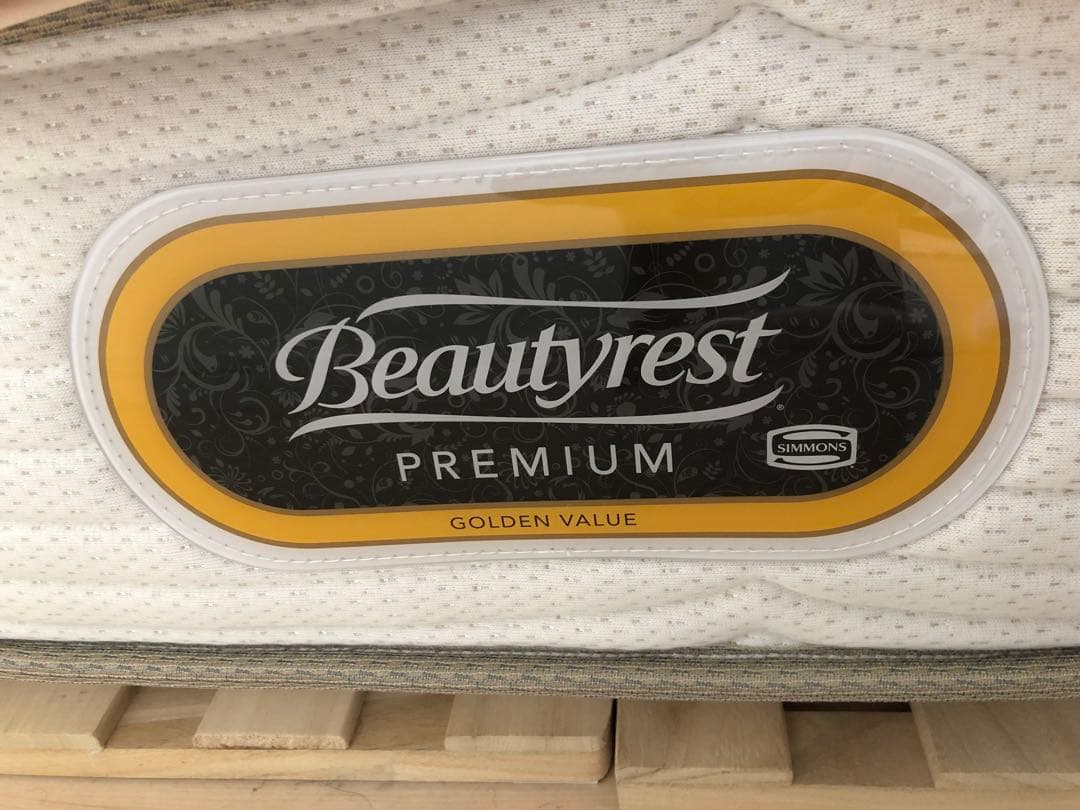 Beautyrest®
PREMIUM
SIMMONS
GOLDEN VALUE